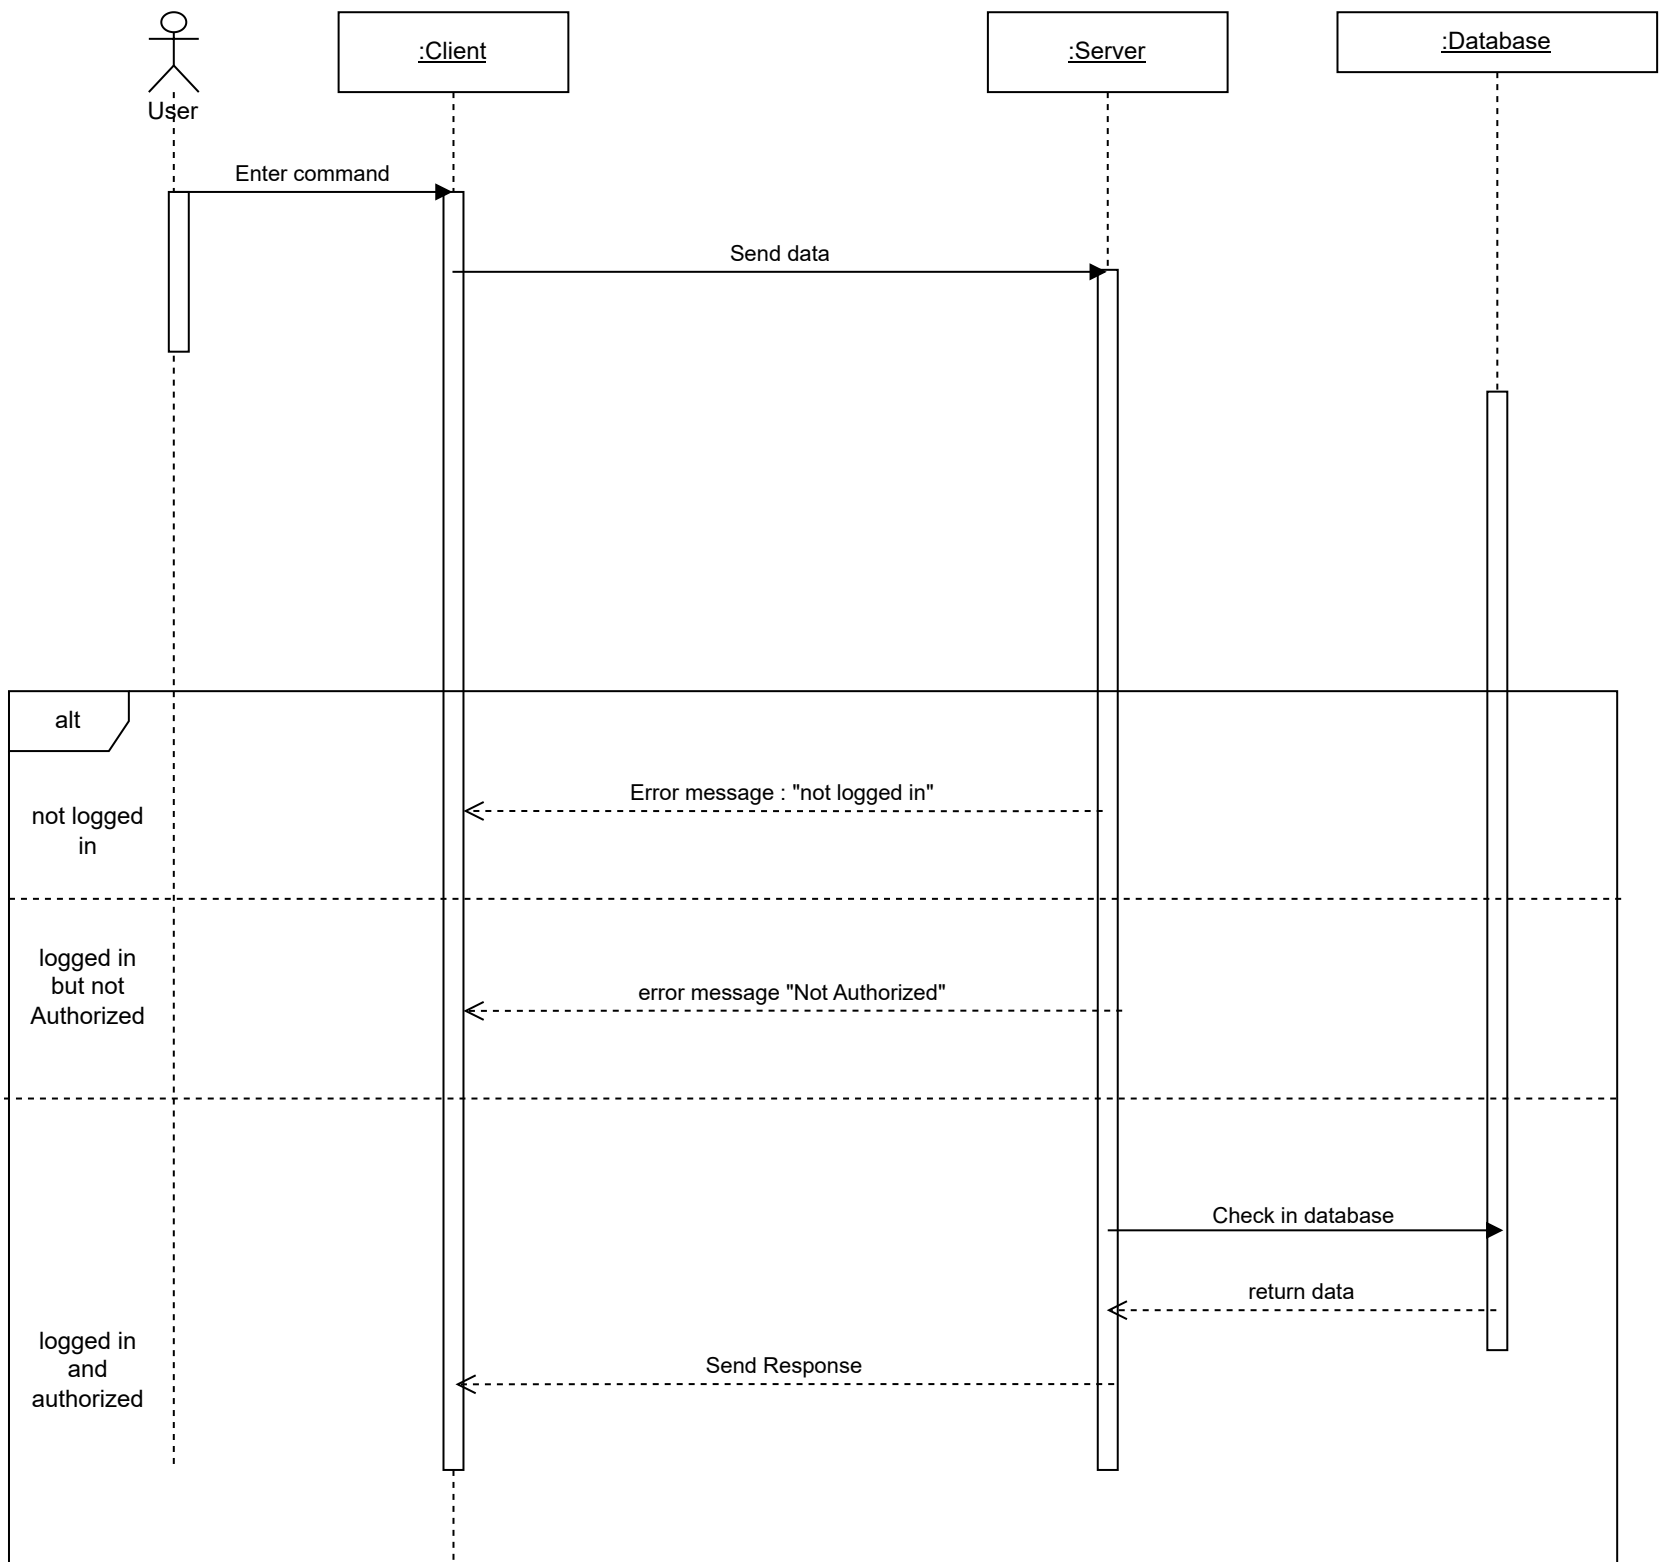 :Client
:Server
:Database
User
Enter command
Send data
alt
Error message : "not logged in"
not logged
in
logged in
but not
Authorized
error message "Not Authorized"
Check in database
return data
logged in
and
authorized
Send Response